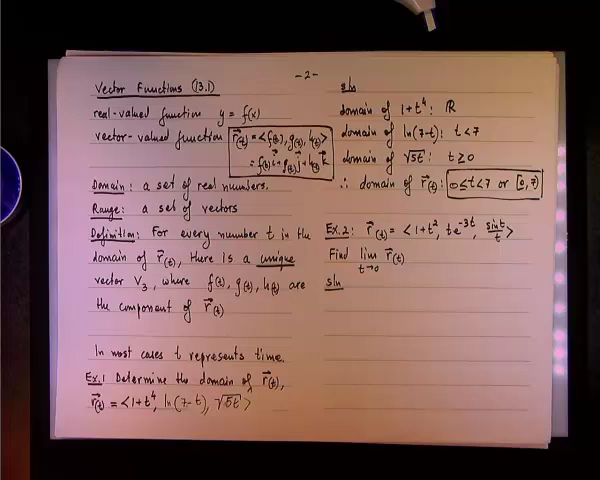 -2-
Vector Functions (13.1)
real-valued function y = f(x)
vector-valued function r⃗(t) = <f(t), g(t), h(t)>
= f(t) i⃗ + g(t) j⃗ + h(t) k⃗
Domain: a set of real numbers.
Range: a set of vectors
Definition: For every number t in the
domain of r⃗(t), there is a unique
vector V₃, where f(t), g(t), h(t) are
the component of r⃗(t)
In most cases t represents time.
Ex.1 Determine the domain of r⃗(t),
r⃗(t) = <1+t⁴, ln(7-t), √5t>
sln
domain of 1+t⁴: ℝ
domain of ln(7-t): t<7
domain of √5t: t≥0
∴ domain of r⃗(t): 0≤t<7 or [0,7)
Ex.2: r⃗(t) = <1+t², te⁻³ᵗ, sint/t>
Find lim t→0 r⃗(t)
sln